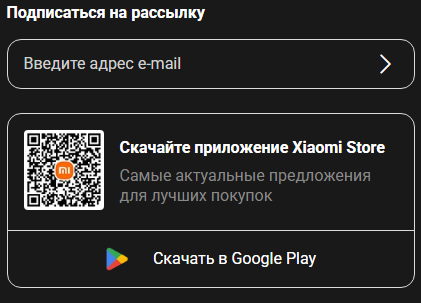 Подписаться на рассылку
Введите адрес e-mail
mi
Скачайте приложение Xiaomi Store
Самые актуальные предложения
для лучших покупок
Скачать в Google Play